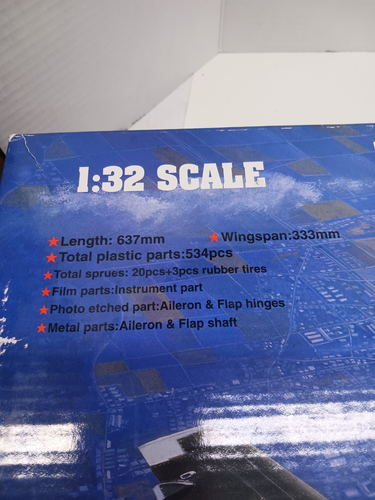 1:32 SCALE
★Length: 637mm ★Wingspan:333mm
★Total plastic parts:534pcs
★Total sprues: 20pcs+3pcs rubber tires
★Film parts:Instrument part
★Photo etched part:Aileron & Flap hinges
★Metal parts:Aileron & Flap shaft